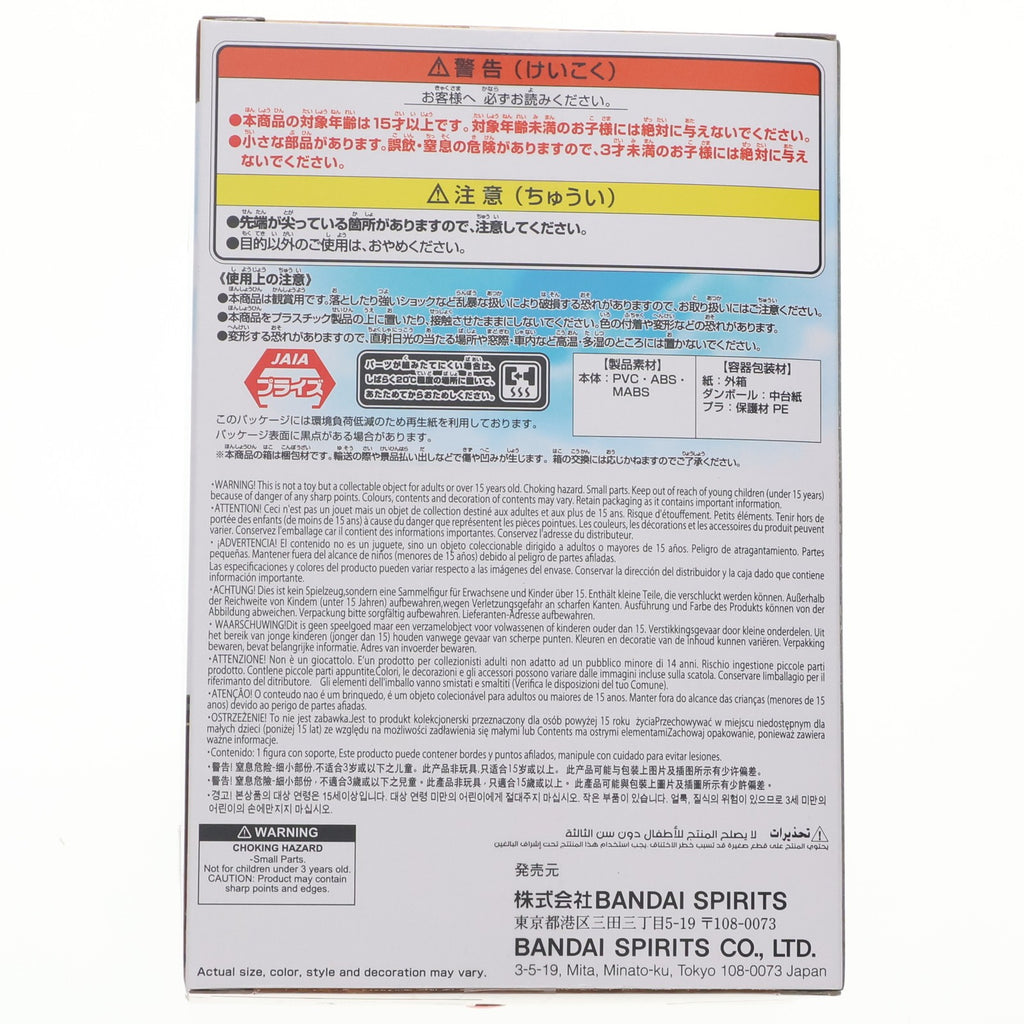 ⚠警告(けいこく)
お客様へ 必ずお読みください。
●本商品の対象年齢は15才以上です。対象年齢未満のお子様には絶対に与えないでください。
●小さな部品があります。誤飲・窒息の危険がありますので、3才未満のお子様には絶対に与え
ないでください。
⚠注意(ちゅうい)
●先端が尖っている箇所がありますので、注意してください。
●目的以外のご使用は、おやめください。
《使用上の注意》
●本商品は観賞用です。落としたり強いショックなど乱暴な扱いにより破損する恐れがありますので、お取り扱いにはご注意ください。
●本商品をプラスチック製品の上に置いたり、接触させたままにしないでください。色の付着や変形などの恐れがあります。
●変形する恐れがありますので、直射日光の当たる場所や窓際・車内など高温・多湿のところには置かないでください。
JAIA
プライズ
パーツが組みたてにくい場合は、
しばらく20℃程度の場所に置いて、
あたためてからおためしください。
【製品素材】
本体:PVC・ABS・
MABS
【容器包装材】
紙:外箱
ダンボール:中台紙
プラ:保護材 PE
このパッケージには環境負荷低減のため再生紙を利用しております。
パッケージ表面に黒点がある場合があります。
※本商品の箱は梱包材です。輸送の際や景品払い出しなどで傷や凹みが生じます。箱の交換には応じかねますのでご了承ください。
・WARNING! This is not a toy but a collectable object for adults or over 15 years old. Choking hazard. Small parts. Keep out of reach of young children (under 15 years)
because of danger of any sharp points. Colours, contents and decoration of contents may vary. Retain packaging as it contains important information.
・ATTENTION! Ceci n'est pas un jouet mais un objet de collection destiné aux adultes et aux plus de 15 ans. Risque d'étouffement. Petits éléments. Tenir hors de
portée des enfants (de moins de 15 ans) à cause du danger que représentent les pièces pointues. Les couleurs, les décorations et les accessoires du produit peuvent
varier. Conservez l'emballage car il contient des informations importantes. Conservez l'adresse du distributeur.
・¡ADVERTENCIA! El contenido no es un juguete, sino un objeto coleccionable dirigido a adultos o mayores de 15 años. Peligro de atragantamiento. Partes
pequeñas. Mantener fuera del alcance de niños (menores de 15 años) debido al peligro de partes afiladas.
Las especificaciones y colores del producto pueden variar respecto a las imágenes del envase. Conservar la dirección del distribuidor y la caja dado que contiene
información importante.
・ACHTUNG! Dies ist kein Spielzeug,sondern eine Sammelfigur für Erwachsene und Kinder über 15. Enthält kleine Teile, die verschluckt werden können. Außerhalb
der Reichweite von Kindern (unter 15 Jahren) aufbewahren,wegen Verletzungsgefahr an scharfen Kanten. Ausführung und Farbe des Produkts können von der
Abbildung abweichen. Verpackung bitte sorgfältig aufbewahren. Lieferanten-Adresse aufbewahren.
・WAARSCHUWING!Dit is geen speelgoed maar een verzamelobject voor volwassenen of kinderen ouder dan 15. Verstikkingsgevaar door kleine onderdelen. Uit
het bereik van jonge kinderen (jonger dan 15) houden vanwege gevaar van scherpe punten. Kleuren en decoratie van de inhoud kunnen variëren. Verpakking
bewaren, bevat belangrijke informatie. Adres van invoerder bewaren.
・ATTENZIONE! Non è un giocattolo. E'un prodotto per collezionisti adulti non adatto ad un pubblico minore di 14 anni. Rischio ingestione piccole parti
prodotto. Contiene piccole parti appuntite.Colori, le decorazioni e gli accessori possono variare dalle immagini incluse sulla scatola. Conservare limballagio per il
riferimento del ditributore. Gli elementi dell'imballo vanno smistati e smaltiti (Verifica le disposizioni del tuo Comune).
・ATENÇÃO! O conteudo nao é um brinquedo, é um objeto colecionável para adultos ou maiores de 15 anos. Manter fora do alcance das crianças (menores de 15
anos) devido ao perigo de partes afiadas.
・OSTRZEŻENIE! To nie jest zabawka.Jest to produkt kolekcjonerski przeznaczony dla osób powyżej 15 roku życiaPrzechowywać w miejscu niedostępnym dla
małych dzieci (poniżej 15 lat) ze względu na możliwości zadławienia się małymi lub Contents ma ostrymi elementamiZachowaj opakowanie, ponieważ zawiera
ważne informacje.
・Contenido: 1 figura con soporte. Este producto puede contener bordes y puntos afilados, manipule con cuidado para evitar lesiones.
・警告! 窒息危险-细小部份,不适合3岁或以下之儿童。此产品非玩具,只适合15岁或以上。此产品可能与包装上图片及插图所示有少许偏差。
・警告! 窒息危險-細小部份,不適合3歲或以下之兒童。此產品非玩具,只適合15歲或以上。此產品可能與包裝上圖片及插圖所示有少許偏差。
・경고! 본상품의 대상 연령은 15세이상입니다. 대상 연령 미만의 어린이에게 절대주지 마십시오. 작은 부품이 있습니다. 얼룩, 질식의 위험이 있으므로 3세 미만의
어린이의 손에만지지 마십시오.
⚠ WARNING
CHOKING HAZARD
-Small Parts.
Not for children under 3 years old.
CAUTION: Product may contain
sharp points and edges.
⚠ تحذيرات لا يصلح المنتج للأطفال دون سن الثالثة
يحتوي المنتج على قطع صغيرة قد تسبب خطر الاختناق. يجب استخدام هذا المنتج تحت إشراف البالغين
発売元
株式会社BANDAI SPIRITS
東京都港区三田三丁目5-19 〒108-0073
BANDAI SPIRITS CO., LTD.
3-5-19, Mita, Minato-ku, Tokyo 108-0073 Japan
Actual size, color, style and decoration may vary.